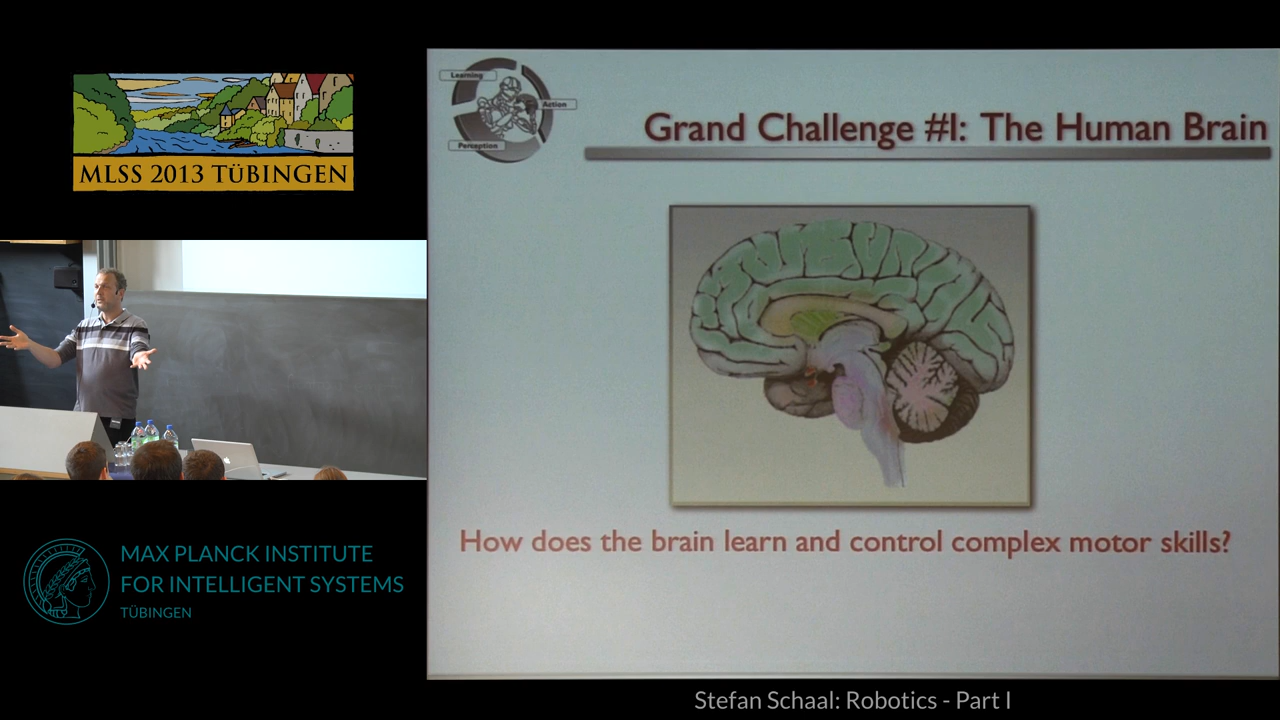 MLSS 2013 TÜBINGEN
MAX PLANCK INSTITUTE
FOR INTELLIGENT SYSTEMS
TÜBINGEN
Learning
Action
Perception
Grand Challenge #I: The Human Brain
How does the brain learn and control complex motor skills?
Stefan Schaal: Robotics - Part I